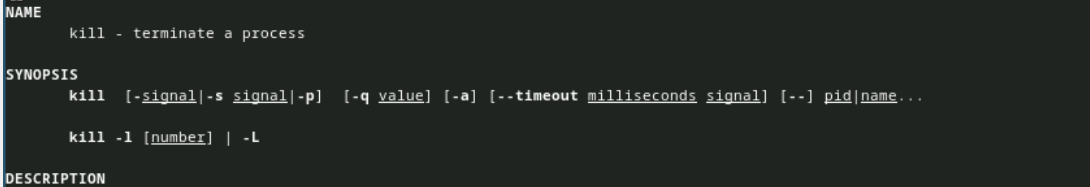 NAME
kill - terminate a process
SYNOPSIS
kill [-signal|-s signal|-p] [-q value] [-a] [--timeout milliseconds signal] [--] pid|name...
kill -l [number] | -L
DESCRIPTION